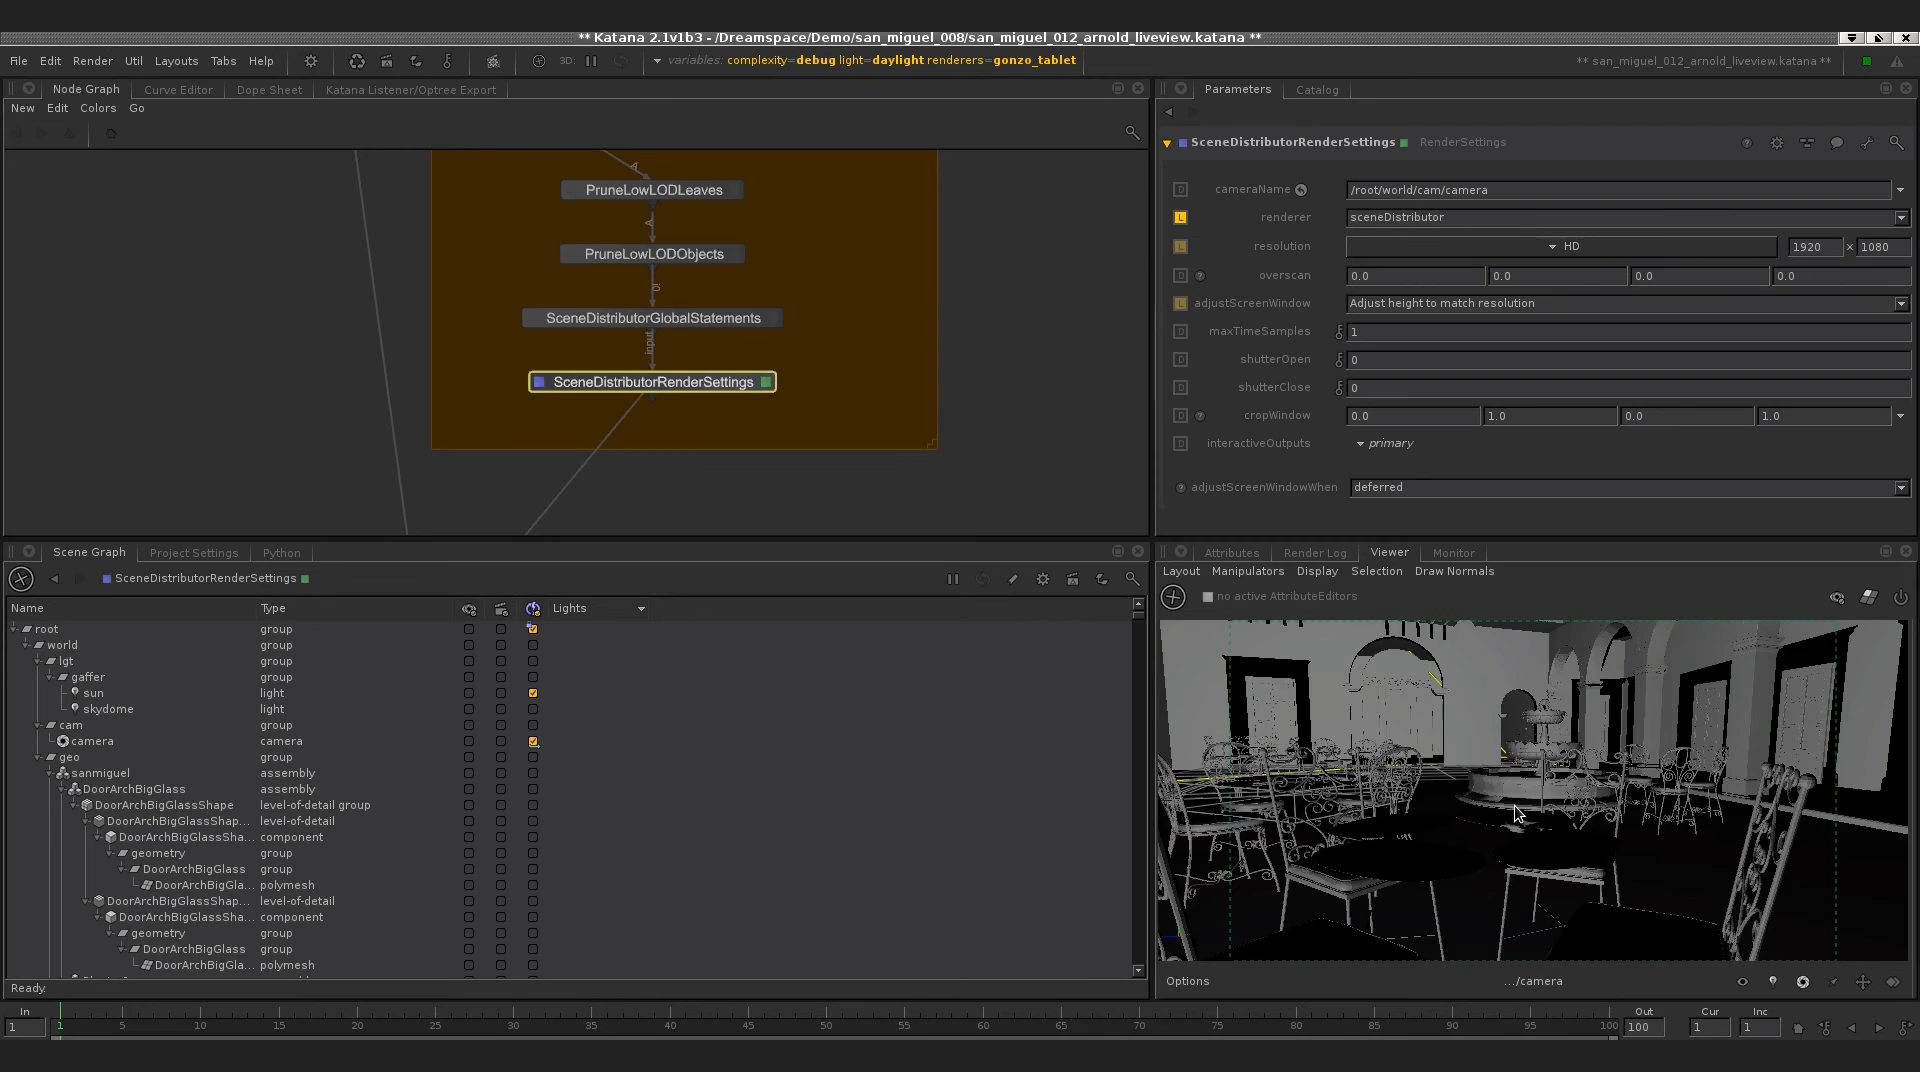 ** Katana 2.1v1b3 - /Dreamspace/Demo/san_miguel_008/san_miguel_012_arnold_liveview.katana **
File Edit Render Util Layouts Tabs Help 3D: variables: complexity=debug light=daylight renderers=gonzo_tablet ** san_miguel_012_arnold_liveview.katana **
Node Graph Curve Editor Dope Sheet Katana Listener/Optree Export
New Edit Colors Go
A
PruneLowLODLeaves
A
PruneLowLODObjects
i0
SceneDistributorGlobalStatements
input
SceneDistributorRenderSettings
Parameters Catalog
SceneDistributorRenderSettings RenderSettings
cameraName /root/world/cam/camera
renderer sceneDistributor
resolution HD 1920 × 1080
overscan 0.0 0.0 0.0 0.0
adjustScreenWindow Adjust height to match resolution
maxTimeSamples 1
shutterOpen 0
shutterClose 0
cropWindow 0.0 1.0 0.0 1.0
interactiveOutputs primary
adjustScreenWindowWhen deferred
Scene Graph Project Settings Python
SceneDistributorRenderSettings
Name Type Lights
root group
world group
lgt group
gaffer group
sun light
skydome light
cam group
camera camera
geo group
sanmiguel assembly
DoorArchBigGlass assembly
DoorArchBigGlassShape level-of-detail group
DoorArchBigGlassShap... level-of-detail
DoorArchBigGlassSha... component
geometry group
DoorArchBigGlass group
DoorArchBigGla... polymesh
DoorArchBigGlassShap... level-of-detail
DoorArchBigGlassSha... component
geometry group
DoorArchBigGlass group
DoorArchBigGla... polymesh
Ready.
Attributes Render Log Viewer Monitor
Layout Manipulators Display Selection Draw Normals
no active AttributeEditors
Options .../camera
In Out Cur Inc
1 1 5 10 15 20 25 30 35 40 45 50 55 60 65 70 75 80 85 90 95 100 100 1 1